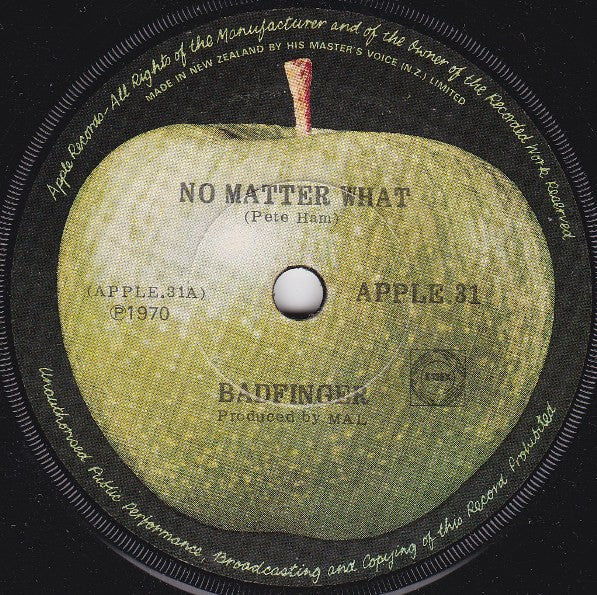 Apple Records-All Rights of the Manufacturer and of the Owner of the Recorded Work Reserved
MADE IN NEW ZEALAND BY HIS MASTER'S VOICE (N.Z.) LIMITED
NO MATTER WHAT
(Pete Ham)
(APPLE.31A)
APPLE.31
℗1970
BADFINGER
Produced by MAL
Unauthorised Public Performance, Broadcasting and Copying of this Record Prohibited